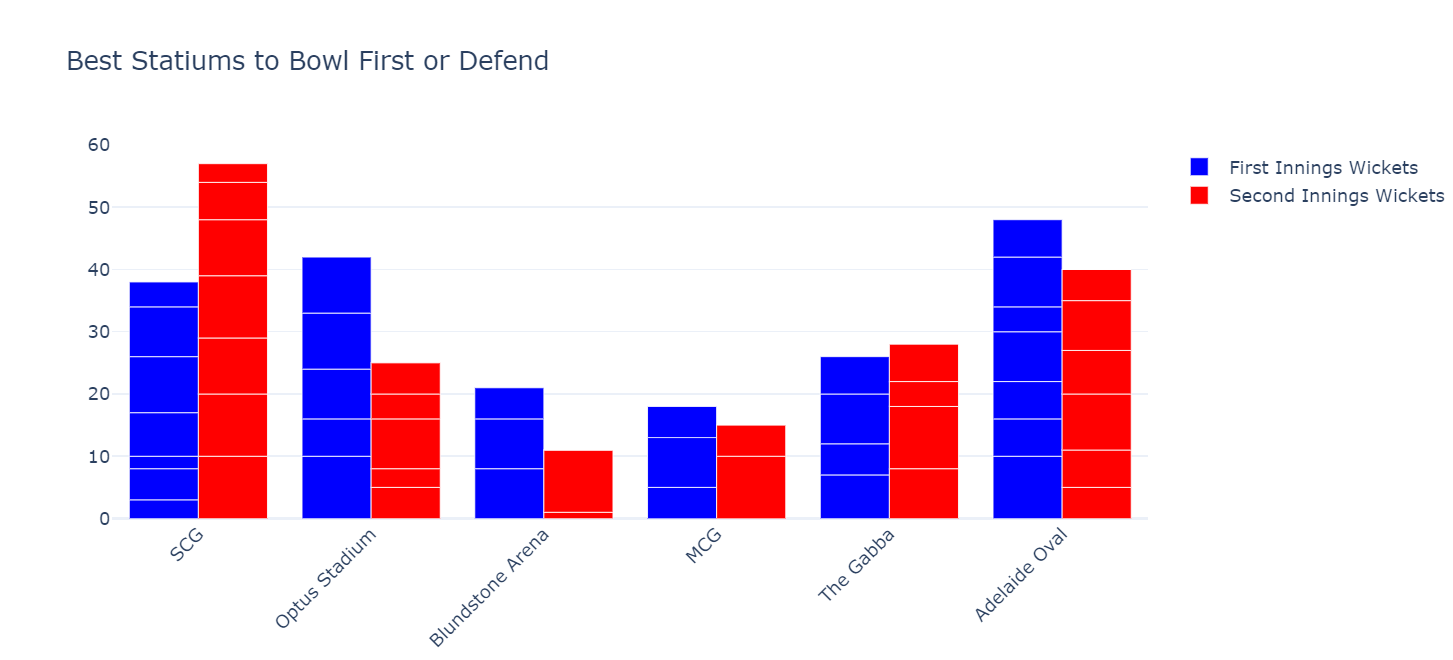 Best Statiums to Bowl First or Defend
60
50
40
30
20
10
0
SCG
Optus Stadium
Blundstone Arena
MCG
The Gabba
Adelaide Oval
First Innings Wickets
Second Innings Wickets